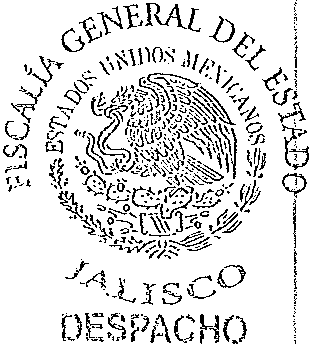 FISCALÍA GENERAL DEL ESTADO
ESTADOS UNIDOS MEXICANOS
JALISCO
DESPACHO